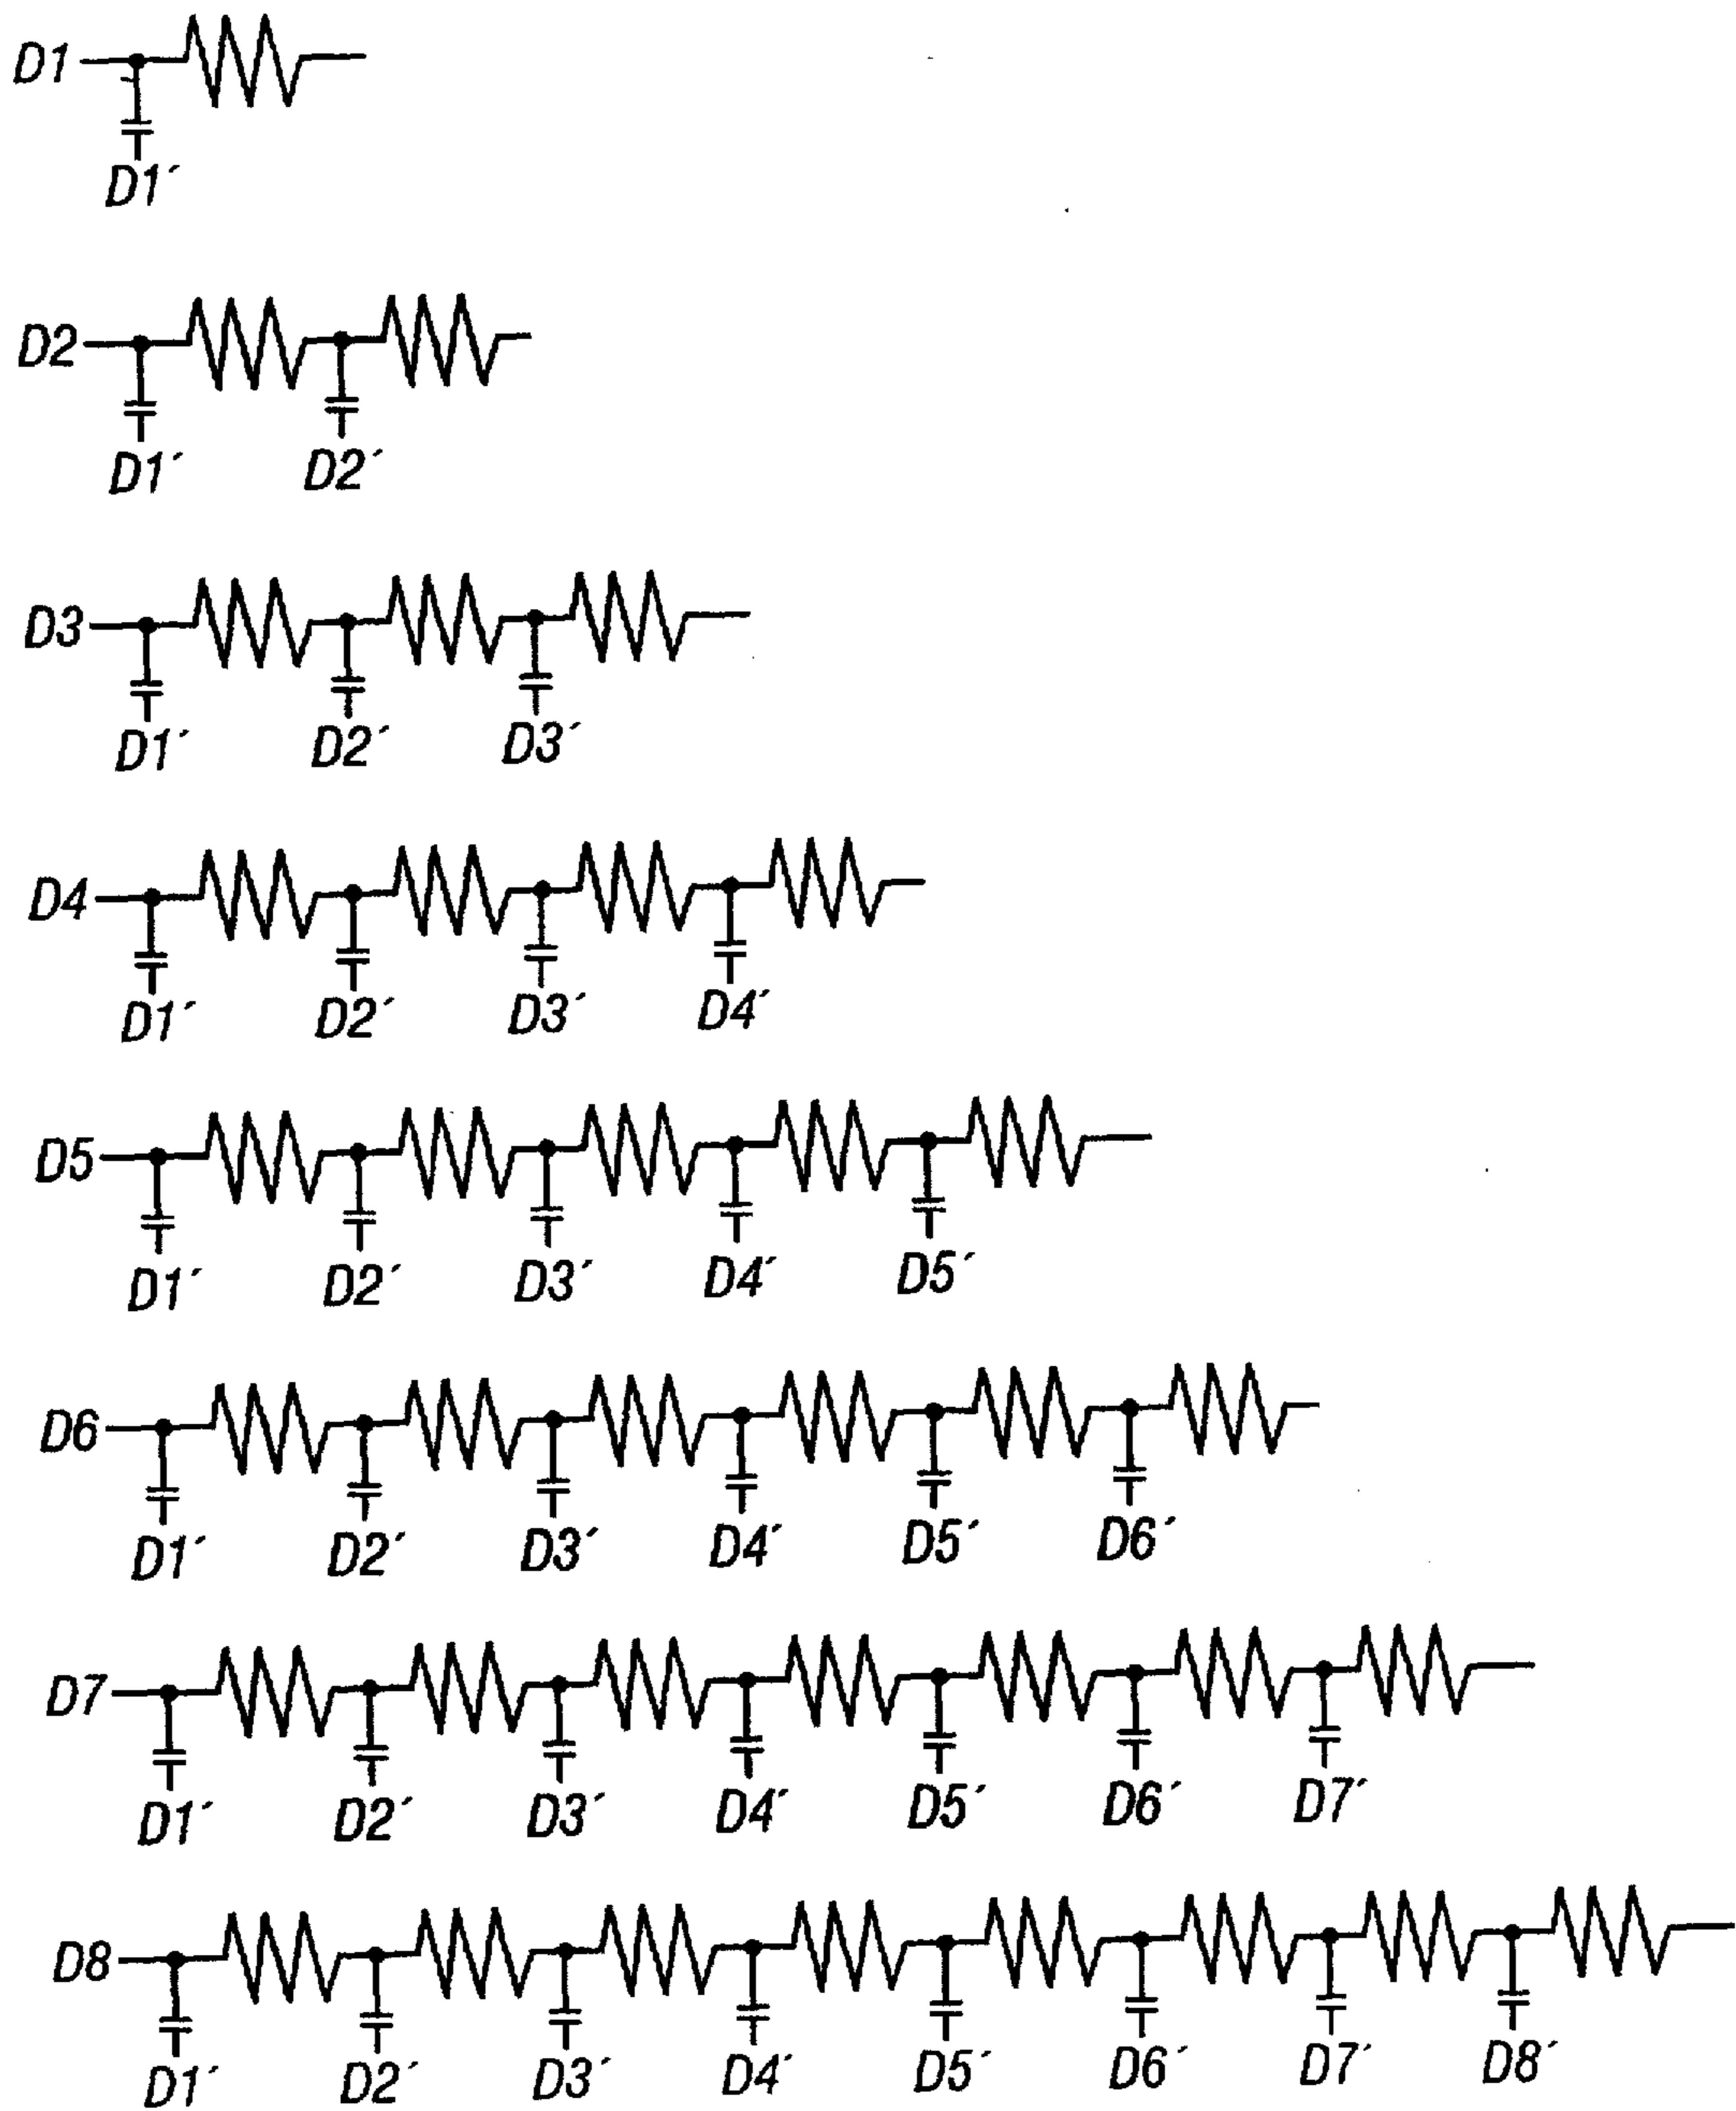 D1
D1´
D2
D1´ D2´
D3
D1´ D2´ D3´
D4
D1´ D2´ D3´ D4´
D5
D1´ D2´ D3´ D4´ D5´
D6
D1´ D2´ D3´ D4´ D5´ D6´
D7
D1´ D2´ D3´ D4´ D5´ D6´ D7´
D8
D1´ D2´ D3´ D4´ D5´ D6´ D7´ D8´